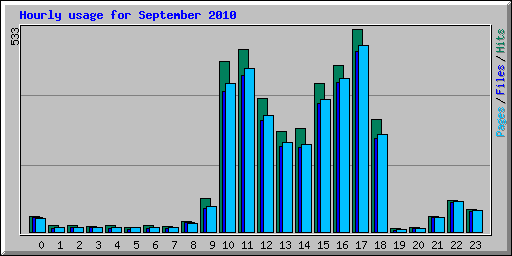 Hourly usage for September 2010
533
0 1 2 3 4 5 6 7 8 9 10 11 12 13 14 15 16 17 18 19 20 21 22 23
Pages/Files/Hits